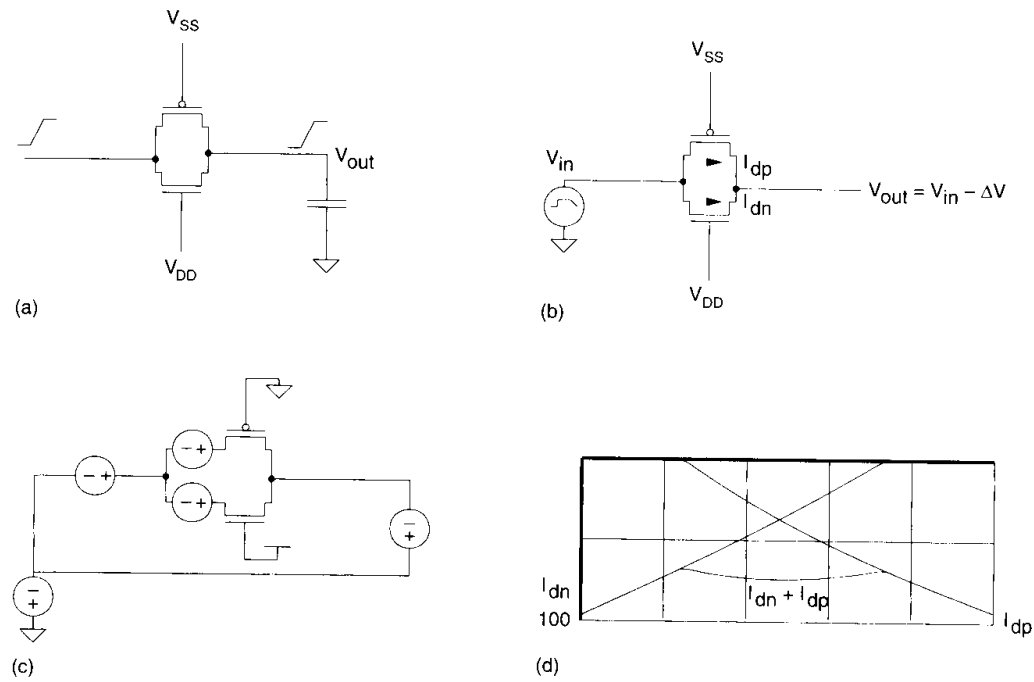 V_SS
V_out
V_DD
(a)
V_SS
V_in
I_dp
I_dn
V_out = V_in − ΔV
V_DD
(b)
− +
− +
− +
− +
− +
(c)
I_dn
100
I_dn + I_dp
I_dp
(d)